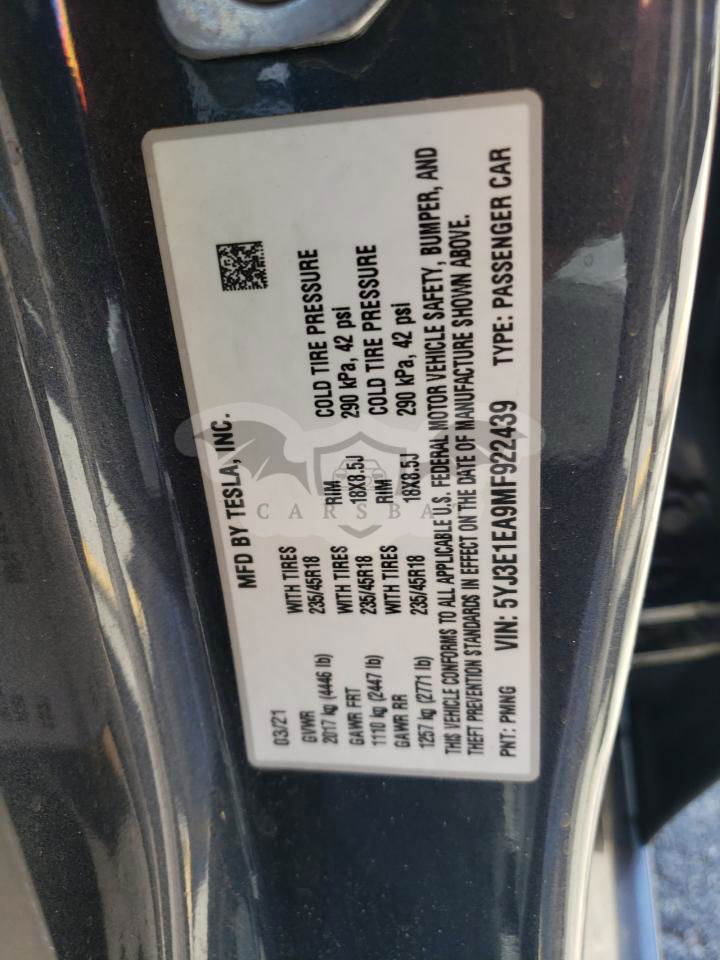 MFD BY TESLA, INC.
03/21
GVWR WITH TIRES RIM COLD TIRE PRESSURE
2017 kg (4446 lb) 235/45R18 18X8.5J 290 kPa, 42 psi
GAWR FRT WITH TIRES RIM COLD TIRE PRESSURE
1110 kg (2447 lb) 235/45R18 18X8.5J 290 kPa, 42 psi
GAWR RR WITH TIRES
1257 kg (2771 lb) 235/45R18
THIS VEHICLE CONFORMS TO ALL APPLICABLE U.S. FEDERAL MOTOR VEHICLE SAFETY, BUMPER, AND
THEFT PREVENTION STANDARDS IN EFFECT ON THE DATE OF MANUFACTURE SHOWN ABOVE.
PNT: PMNG VIN: 5YJ3E1EA9MF922439 TYPE: PASSENGER CAR
CARSBA